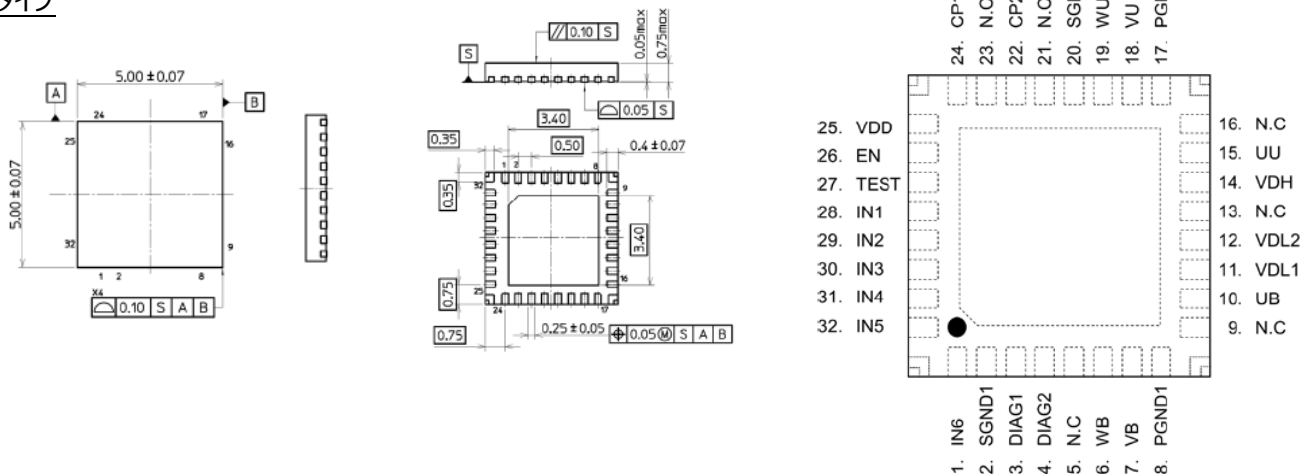 タイプ
5.00 ±0.07
A
B
24
17
25
16
5.00 ±0.07
32
9
1 2 8
X4
0.10 S A B
// 0.10 S
0.05max
0.75max
S
0.05 S
3.40
0.35
0.50
0.4 ±0.07
1 2 8
32
9
0.35
3.40
0.75
25
16
24
17
0.75
0.25 ±0.05
⌖ 0.05Ⓜ S A B
24.
23.
22.
21.
20.
19. WU
18. VU
17.
25. VDD
26. EN
27. TEST
28. IN1
29. IN2
30. IN3
31. IN4
32. IN5
16. N.C
15. UU
14. VDH
13. N.C
12. VDL2
11. VDL1
10. UB
9. N.C
1. IN6
2. SGND1
3. DIAG1
4. DIAG2
5. N.C
6. WB
7. VB
8. PGND1